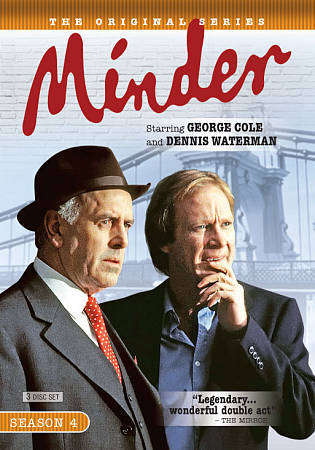 THE ORIGINAL SERIES
Minder
Starring GEORGE COLE
and DENNIS WATERMAN
3 DISC SET
SEASON 4
"Legendary...
wonderful double act"
– THE MIRROR